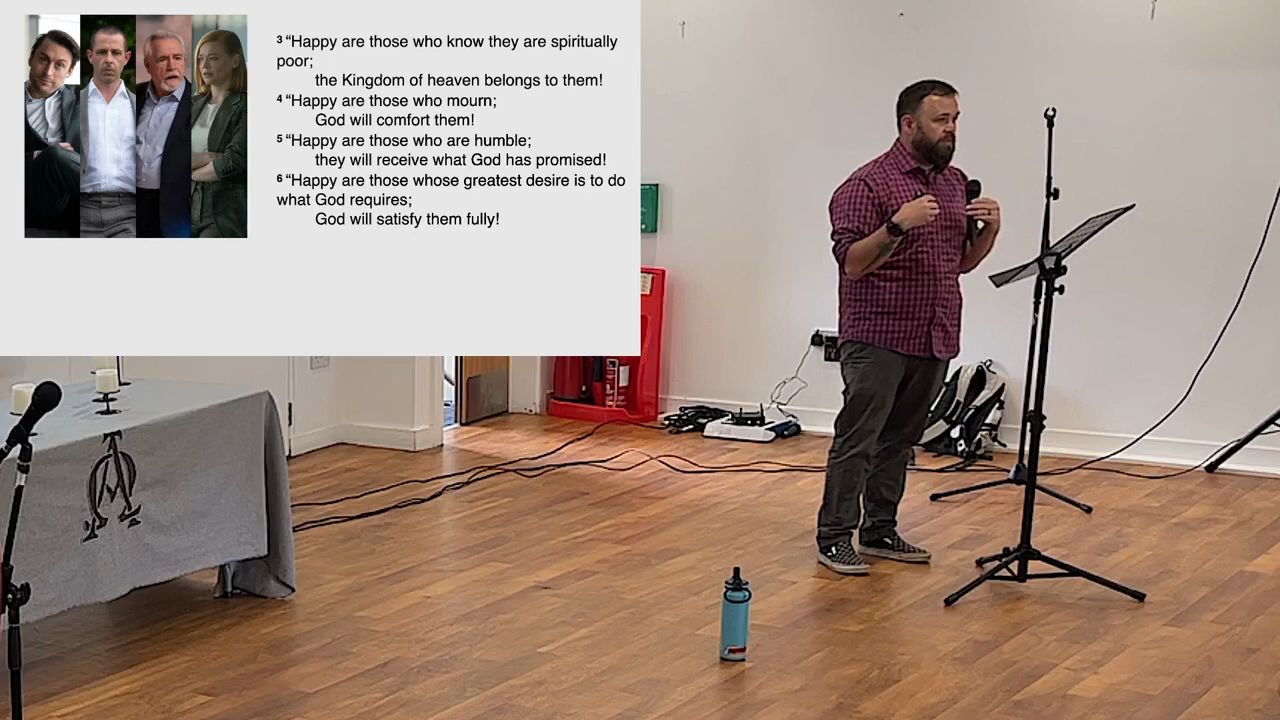 3 “Happy are those who know they are spiritually
poor;
the Kingdom of heaven belongs to them!
4 “Happy are those who mourn;
God will comfort them!
5 “Happy are those who are humble;
they will receive what God has promised!
6 “Happy are those whose greatest desire is to do
what God requires;
God will satisfy them fully!